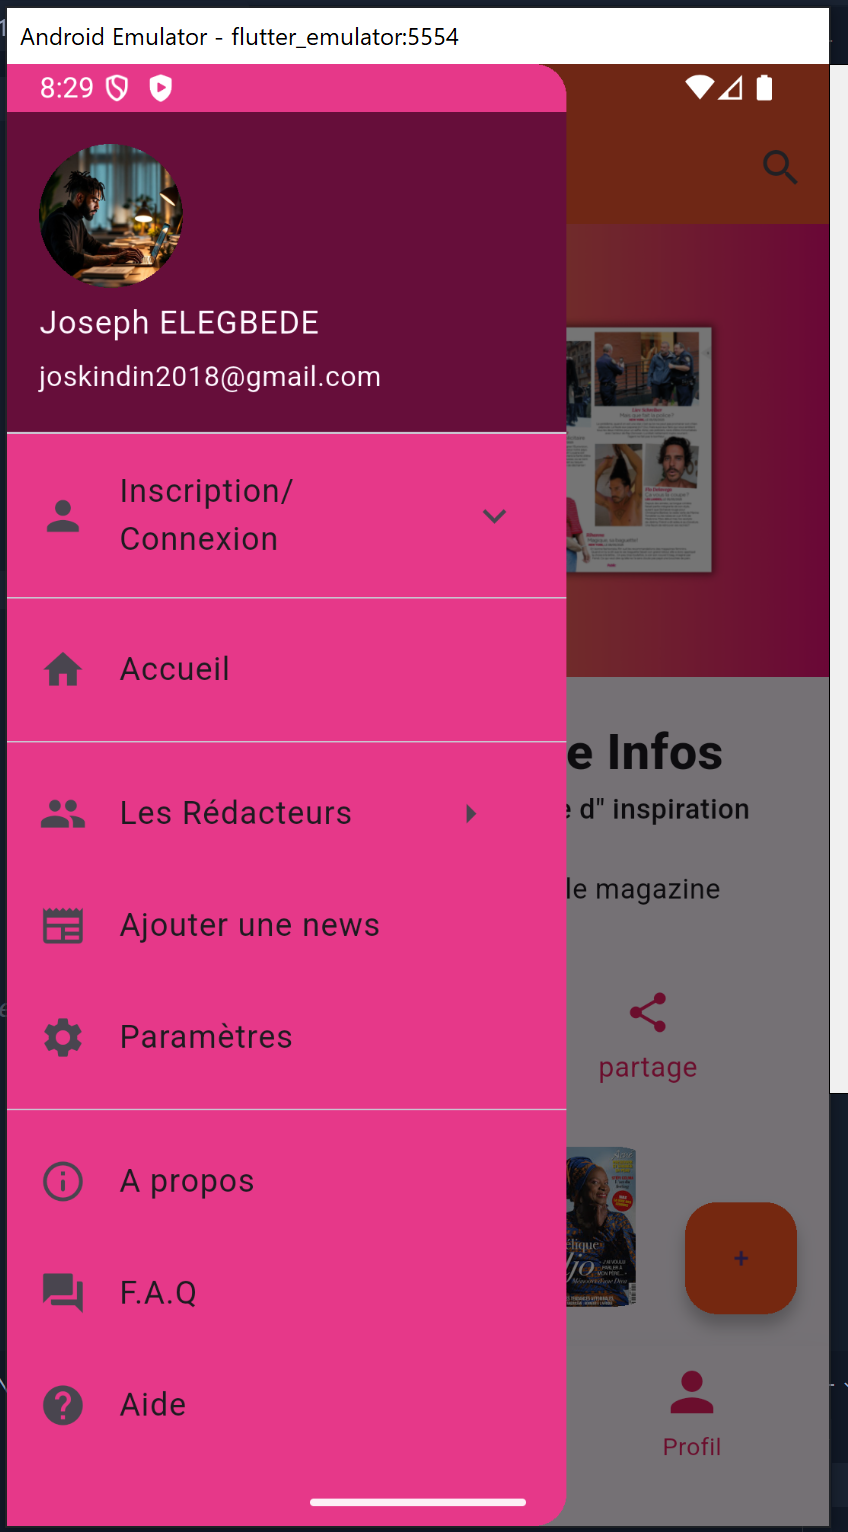 Android Emulator - flutter_emulator:5554
8:29
Joseph ELEGBEDE
joskindin2018@gmail.com
Inscription/
Connexion
Accueil
Les Rédacteurs
Ajouter une news
Paramètres
A propos
F.A.Q
Aide
e Infos
e d" inspiration
le magazine
partage
+
Profil